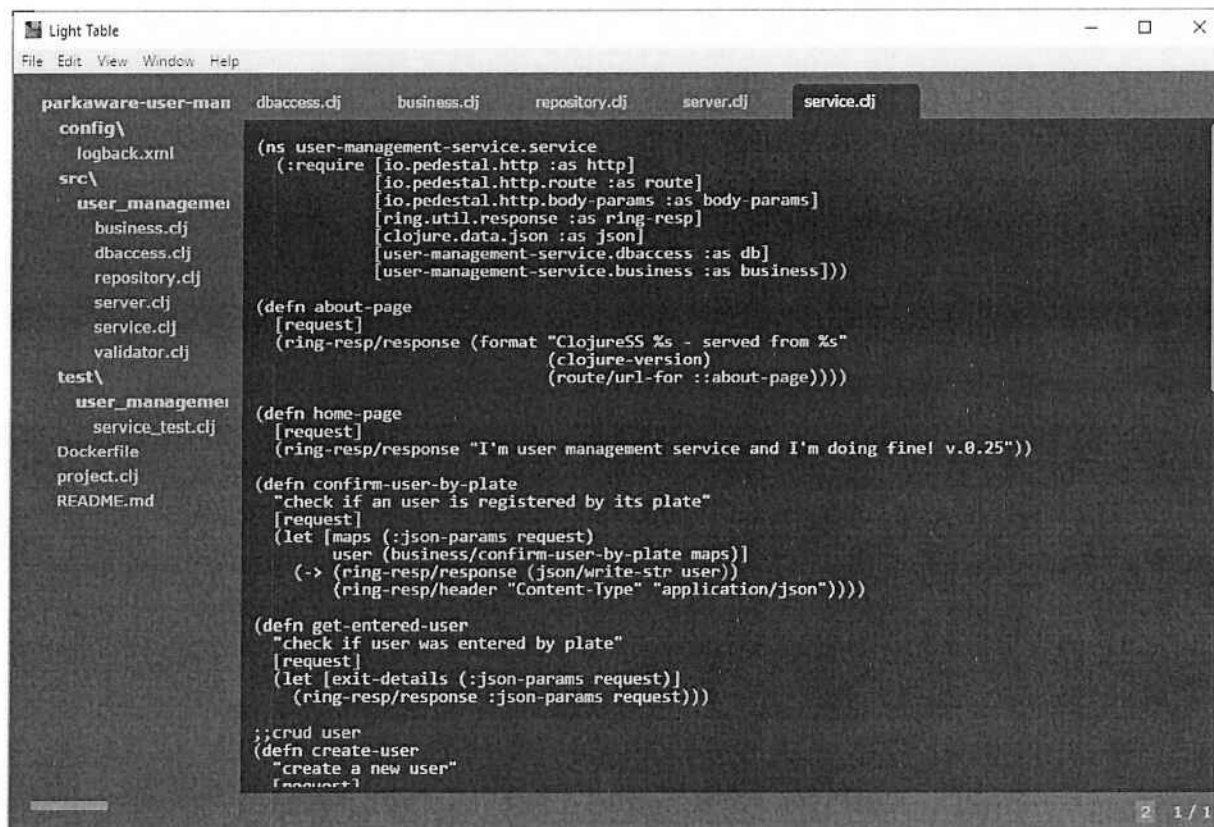 Light Table
File Edit View Window Help
parkaware-user-man
config\
logback.xml
src\
user_managemei
business.clj
dbaccess.clj
repository.clj
server.clj
service.clj
validator.clj
test\
user_managemei
service_test.clj
Dockerfile
project.clj
README.md
dbaccess.clj business.clj repository.clj server.clj service.clj
(ns user-management-service.service
(:require [io.pedestal.http :as http]
[io.pedestal.http.route :as route]
[io.pedestal.http.body-params :as body-params]
[ring.util.response :as ring-resp]
[clojure.data.json :as json]
[user-management-service.dbaccess :as db]
[user-management-service.business :as business]))
(defn about-page
[request]
(ring-resp/response (format "ClojureSS %s - served from %s"
(clojure-version)
(route/url-for ::about-page))))
(defn home-page
[request]
(ring-resp/response "I'm user management service and I'm doing fine! v.0.25"))
(defn confirm-user-by-plate
"check if an user is registered by its plate"
[request]
(let [maps (:json-params request)
user (business/confirm-user-by-plate maps)]
(-> (ring-resp/response (json/write-str user))
(ring-resp/header "Content-Type" "application/json"))))
(defn get-entered-user
"check if user was entered by plate"
[request]
(let [exit-details (:json-params request)]
(ring-resp/response :json-params request)))
;;crud user
(defn create-user
"create a new user"
[request]
2 1 / 1